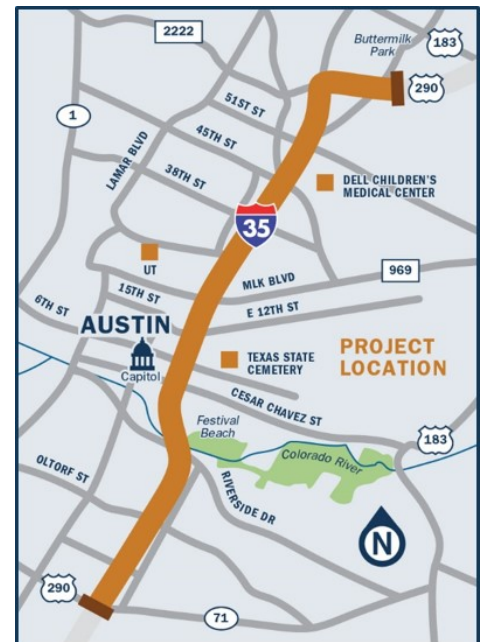 2222
Buttermilk
Park
183
290
1
51ST ST
45TH ST
LAMAR BLVD
38TH ST
DELL CHILDREN'S
MEDICAL CENTER
35
UT
MLK BLVD
969
15TH ST
6TH ST
E 12TH ST
AUSTIN
Capitol
TEXAS STATE
CEMETERY
PROJECT
LOCATION
CESAR CHAVEZ ST
Festival
Beach
183
Colorado River
OLTORF ST
RIVERSIDE DR
N
290
71